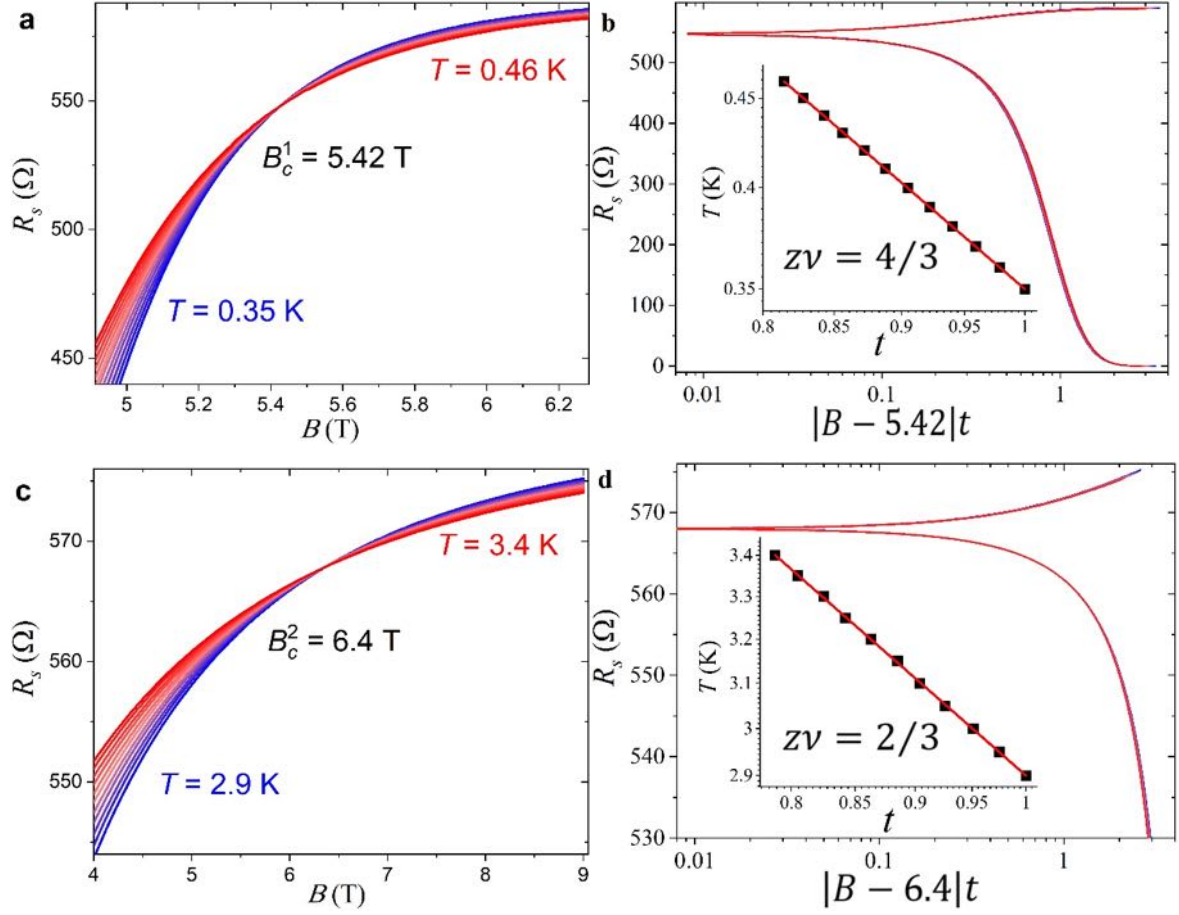 a
T = 0.46 K
B_c^1 = 5.42 T
T = 0.35 K
R_s (Ω)
550
500
450
5 5.2 5.4 5.6 5.8 6 6.2
B (T)
b
R_s (Ω)
500
400
300
200
100
0
0.01 0.1 1
|B − 5.42|t
T (K)
0.45
0.4
0.35
zν = 4/3
0.8 0.85 0.9 0.95 1
t
c
T = 3.4 K
B_c^2 = 6.4 T
T = 2.9 K
R_s (Ω)
570
560
550
4 5 6 7 8 9
B (T)
d
R_s (Ω)
570
560
550
540
530
0.01 0.1 1
|B − 6.4|t
T (K)
3.4
3.3
3.2
3.1
3
2.9
zν = 2/3
0.8 0.85 0.9 0.95 1
t